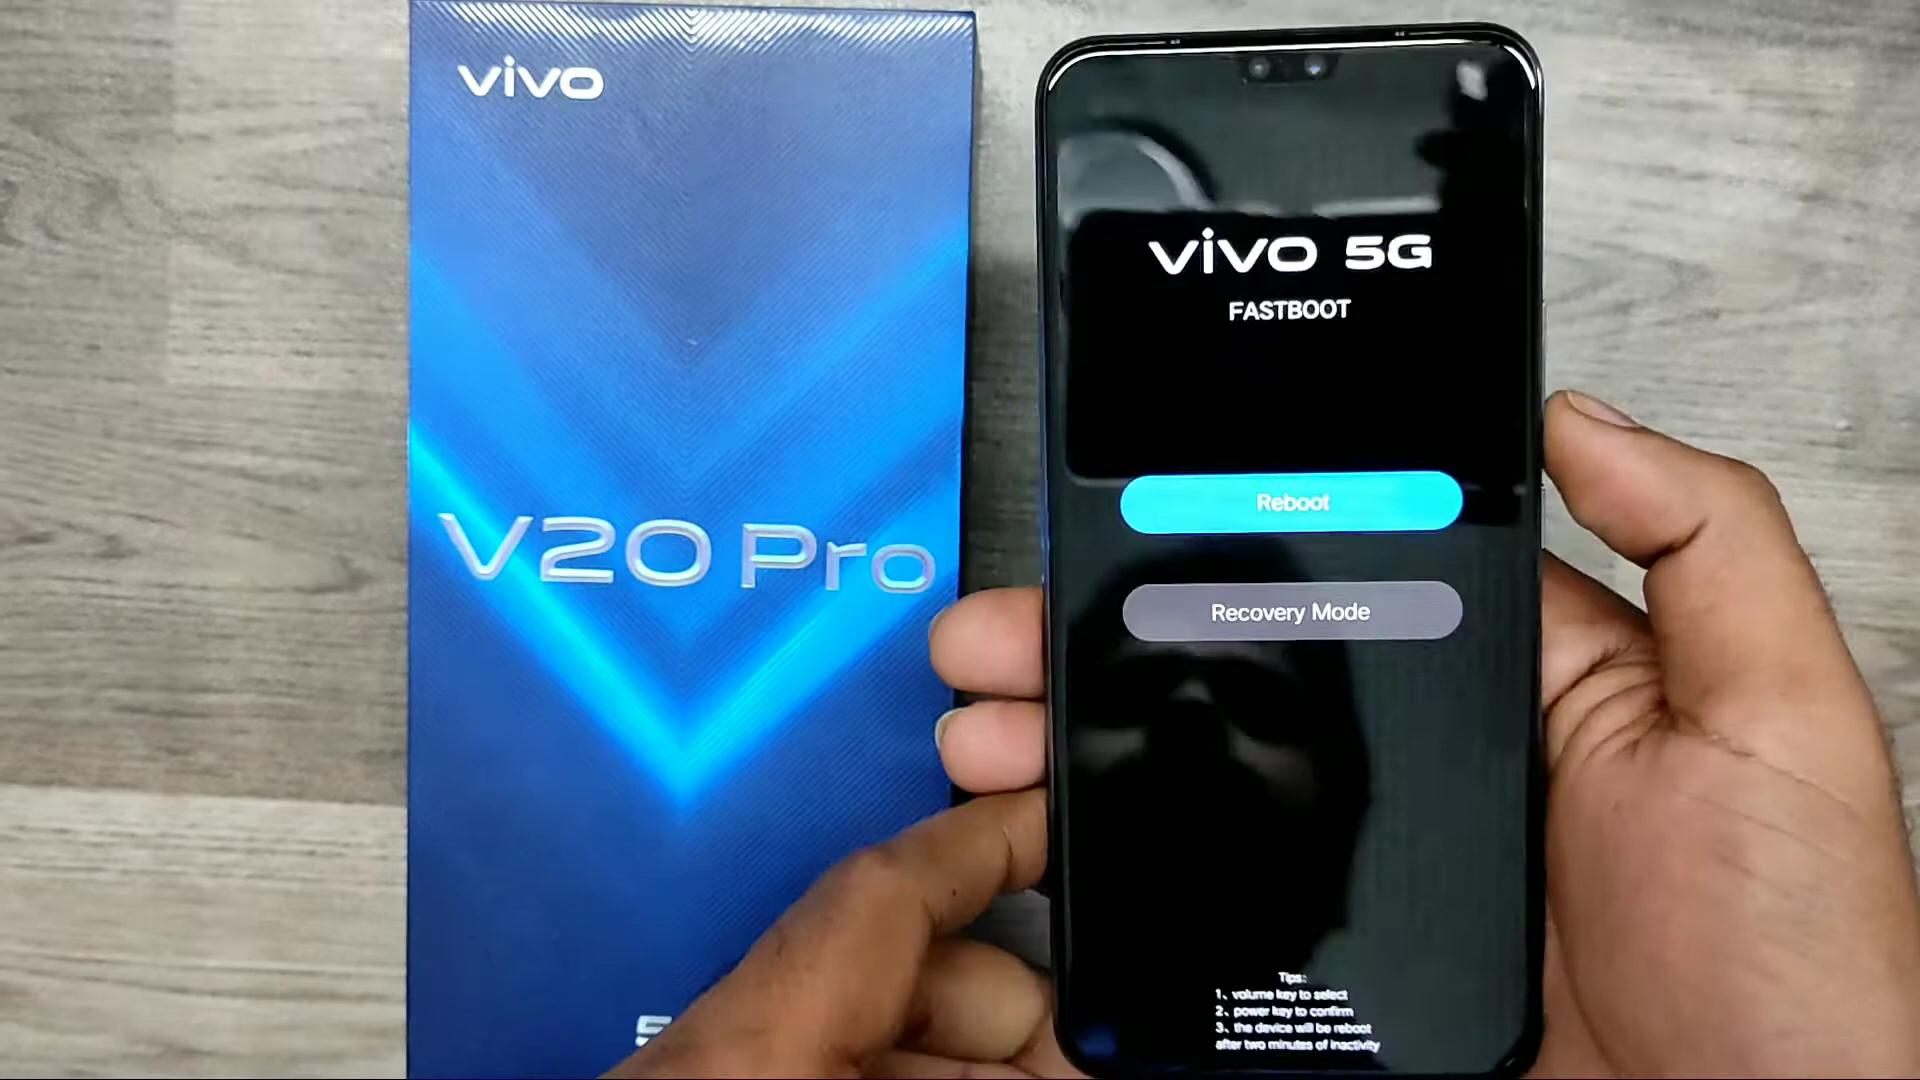 vivo
V20 Pro
vivo 5G
FASTBOOT
Reboot
Recovery Mode
Tips:
1、volume key to select
2、power key to confirm
3、the device will be reboot
after two minutes of inactivity